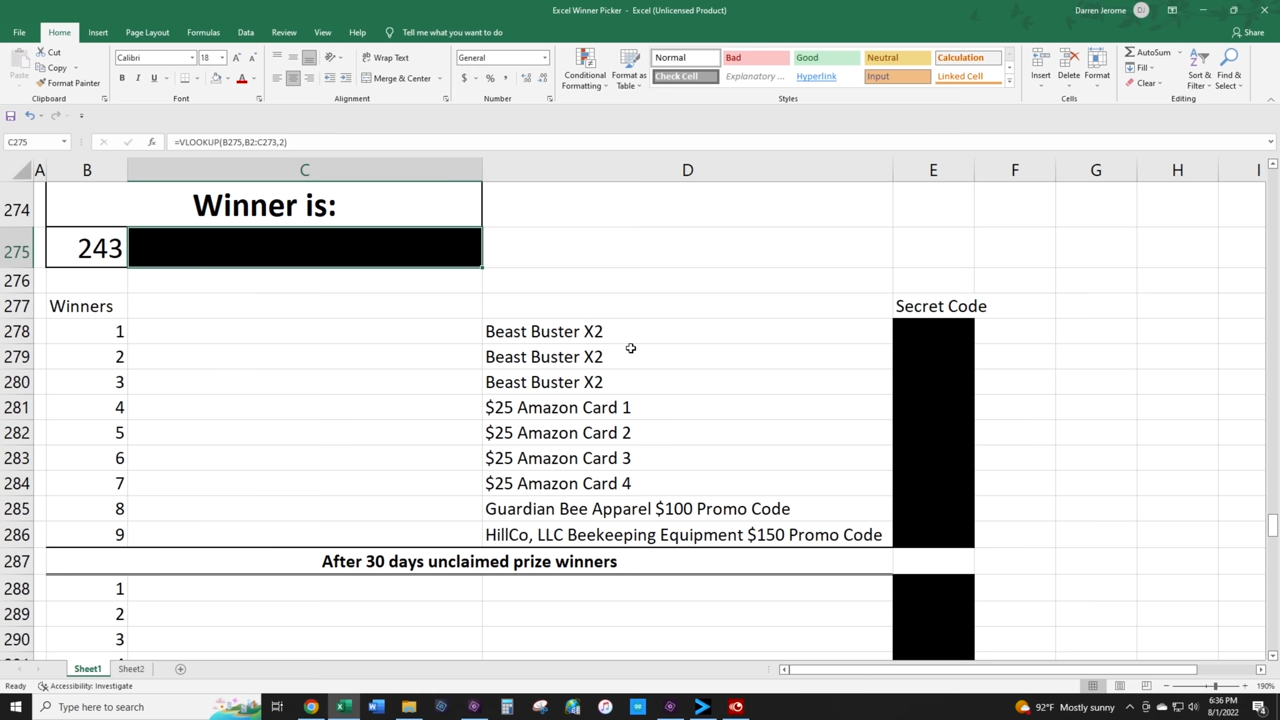 Excel Winner Picker - Excel (Unlicensed Product)
Darren Jerome DJ
File Home Insert Page Layout Formulas Data Review View Help Tell me what you want to do Share
Paste Cut Copy Format Painter Clipboard
Calibri 18 B I U A A A Font
Wrap Text Merge & Center Alignment
General $ % , Number
Conditional Formatting Format as Table
Normal Bad Good Neutral Calculation
Check Cell Explanatory ... Hyperlink Input Linked Cell
Styles
Insert Delete Format Cells
AutoSum Fill Clear Sort & Filter Find & Select Editing
C275 fx =VLOOKUP(B275,B2:C273,2)
A B C D E F G H I
274 Winner is:
275 243
276
277 Winners Secret Code
278 1 Beast Buster X2
279 2 Beast Buster X2
280 3 Beast Buster X2
281 4 $25 Amazon Card 1
282 5 $25 Amazon Card 2
283 6 $25 Amazon Card 3
284 7 $25 Amazon Card 4
285 8 Guardian Bee Apparel $100 Promo Code
286 9 HillCo, LLC Beekeeping Equipment $150 Promo Code
287 After 30 days unclaimed prize winners
288 1
289 2
290 3
Sheet1 Sheet2
Ready Accessibility: Investigate 190%
Type here to search 92°F Mostly sunny 6:36 PM
8/1/2022